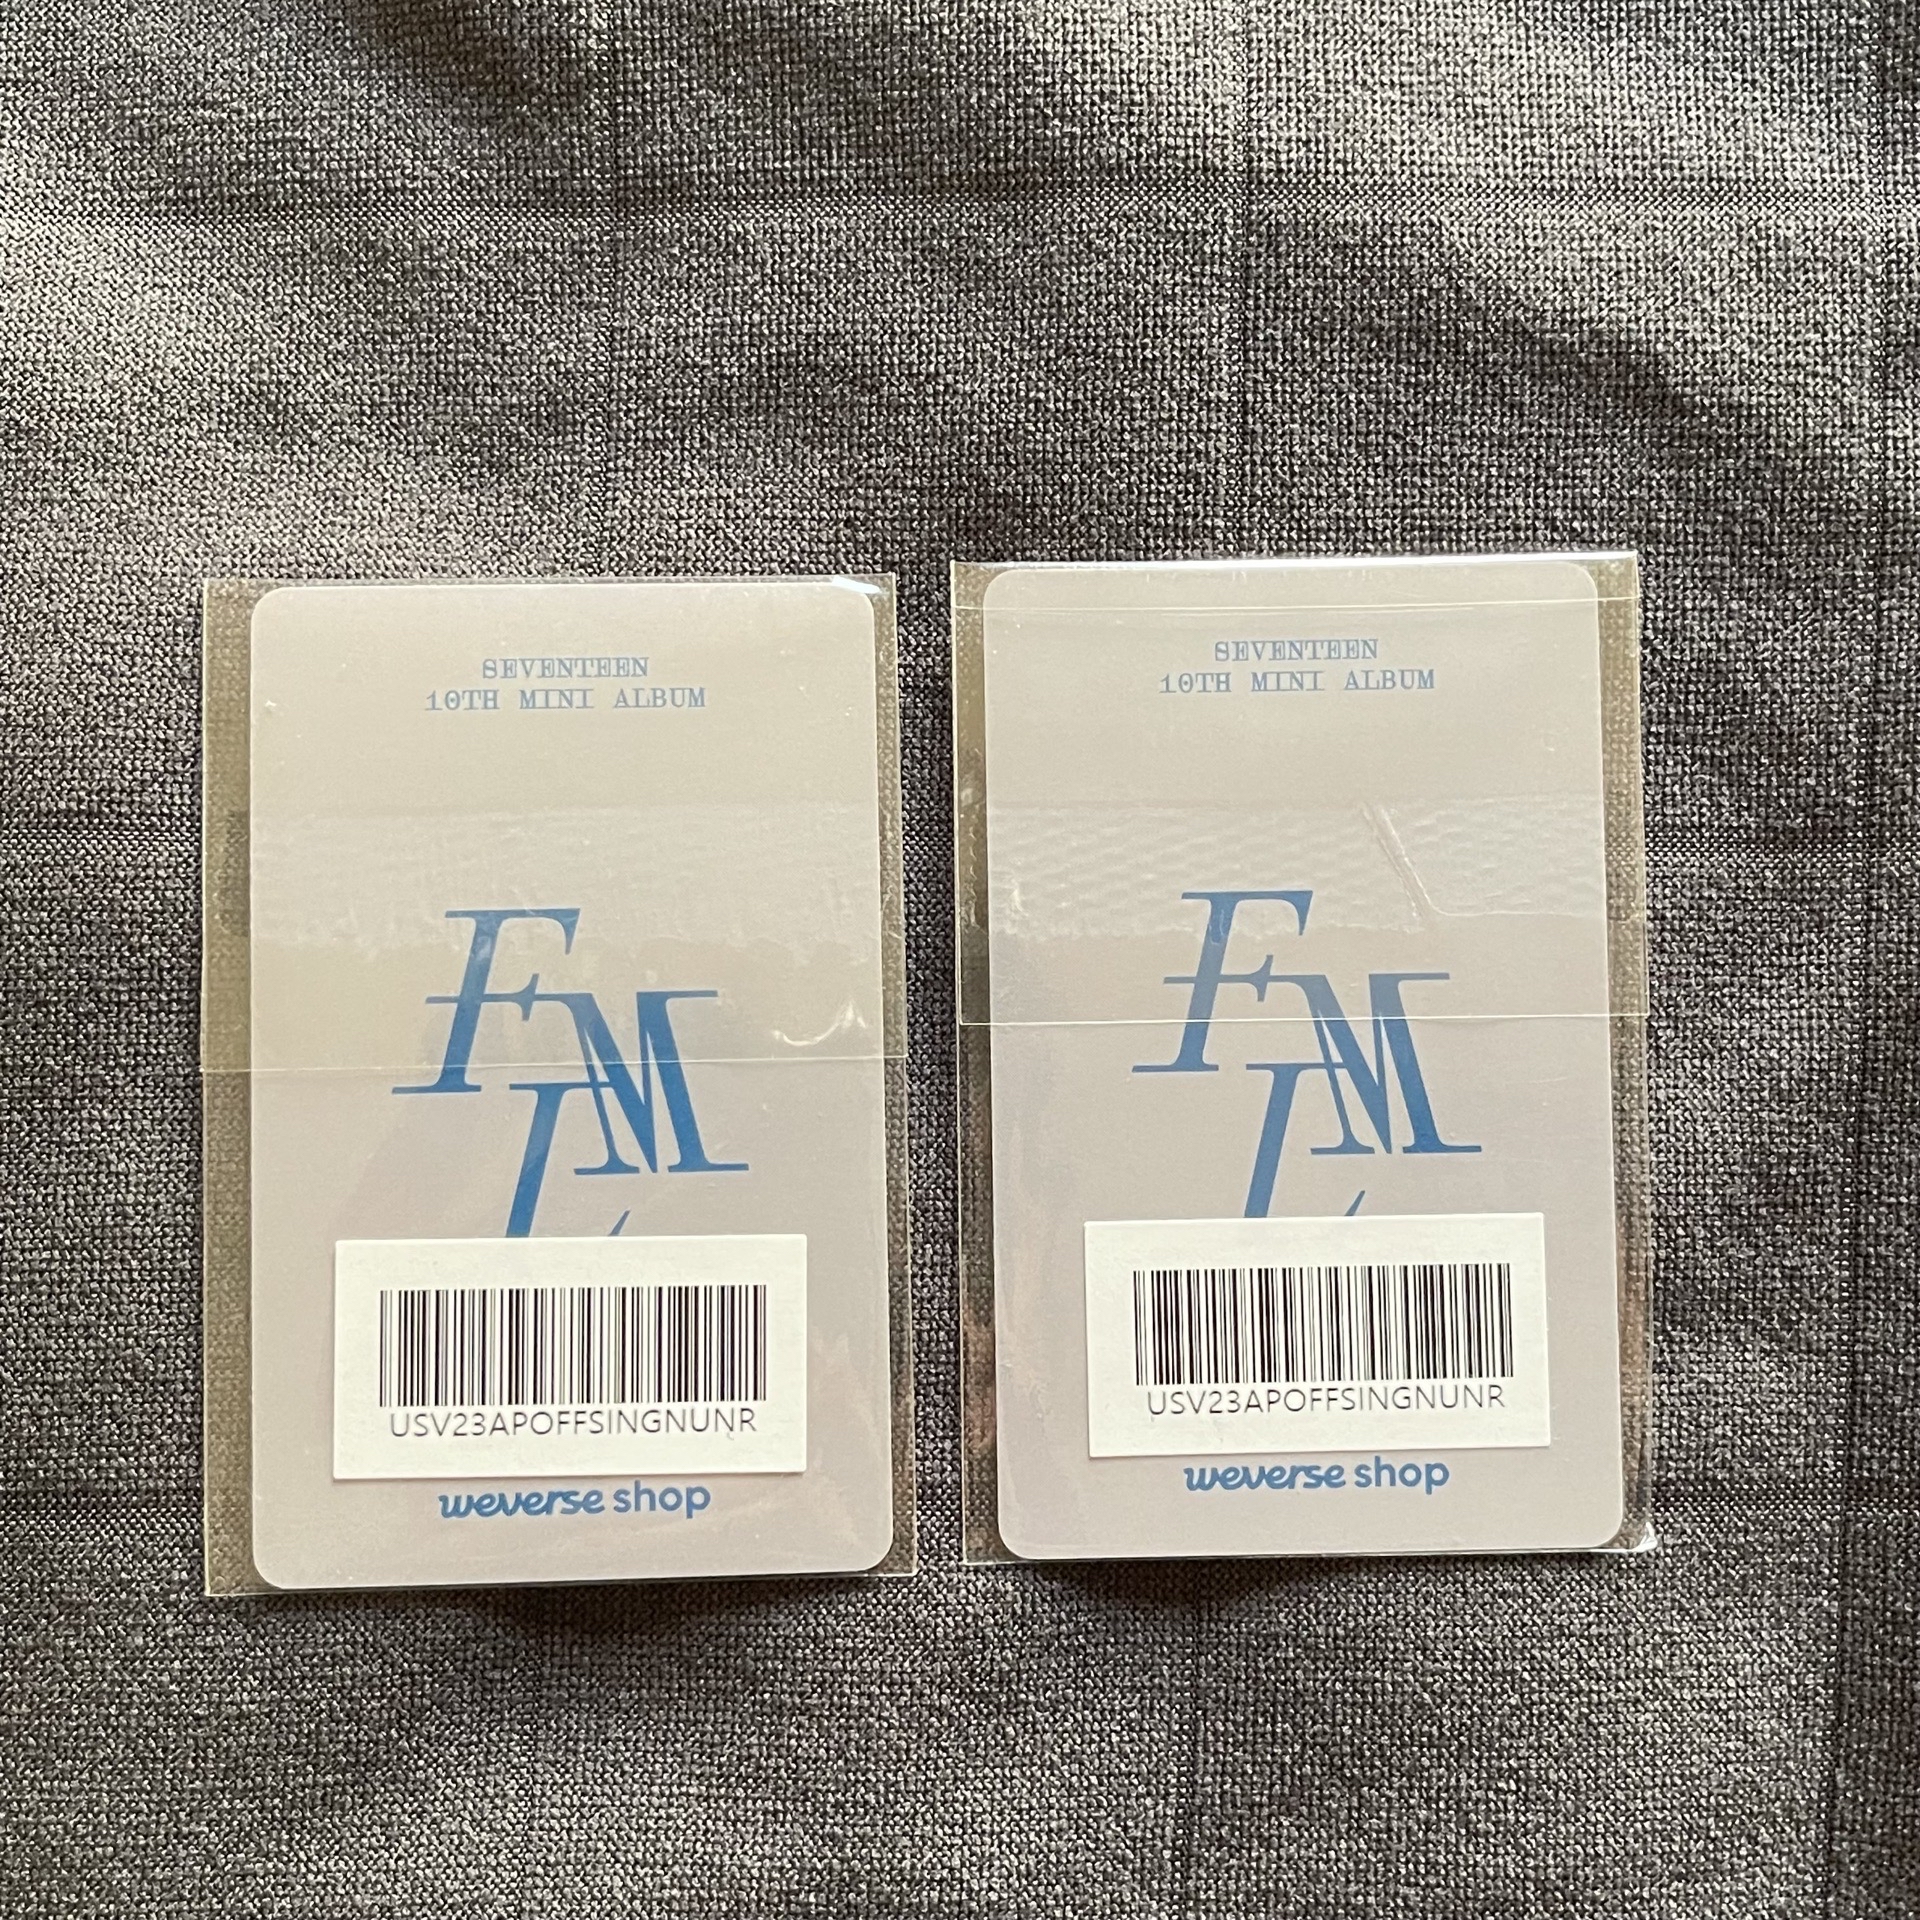 SEVENTEEN
10TH MINI ALBUM
FML
USV23APOFFSINGNUNR
weverse shop
SEVENTEEN
10TH MINI ALBUM
FML
USV23APOFFSINGNUNR
weverse shop